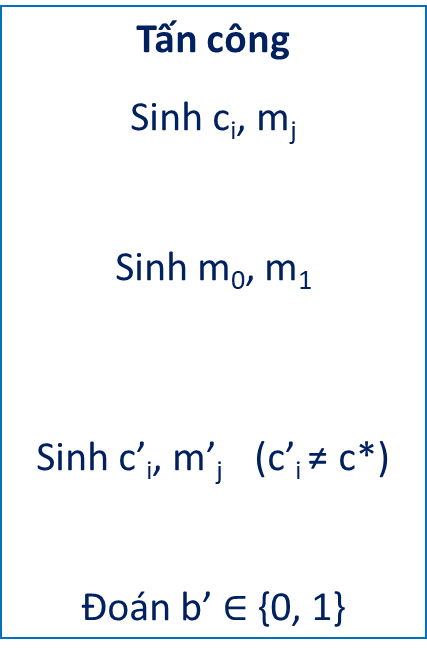 Tấn công
Sinh cᵢ, mⱼ
Sinh m₀, m₁
Sinh c’ᵢ, m’ⱼ (c’ᵢ ≠ c*)
Đoán b’ ∈ {0, 1}